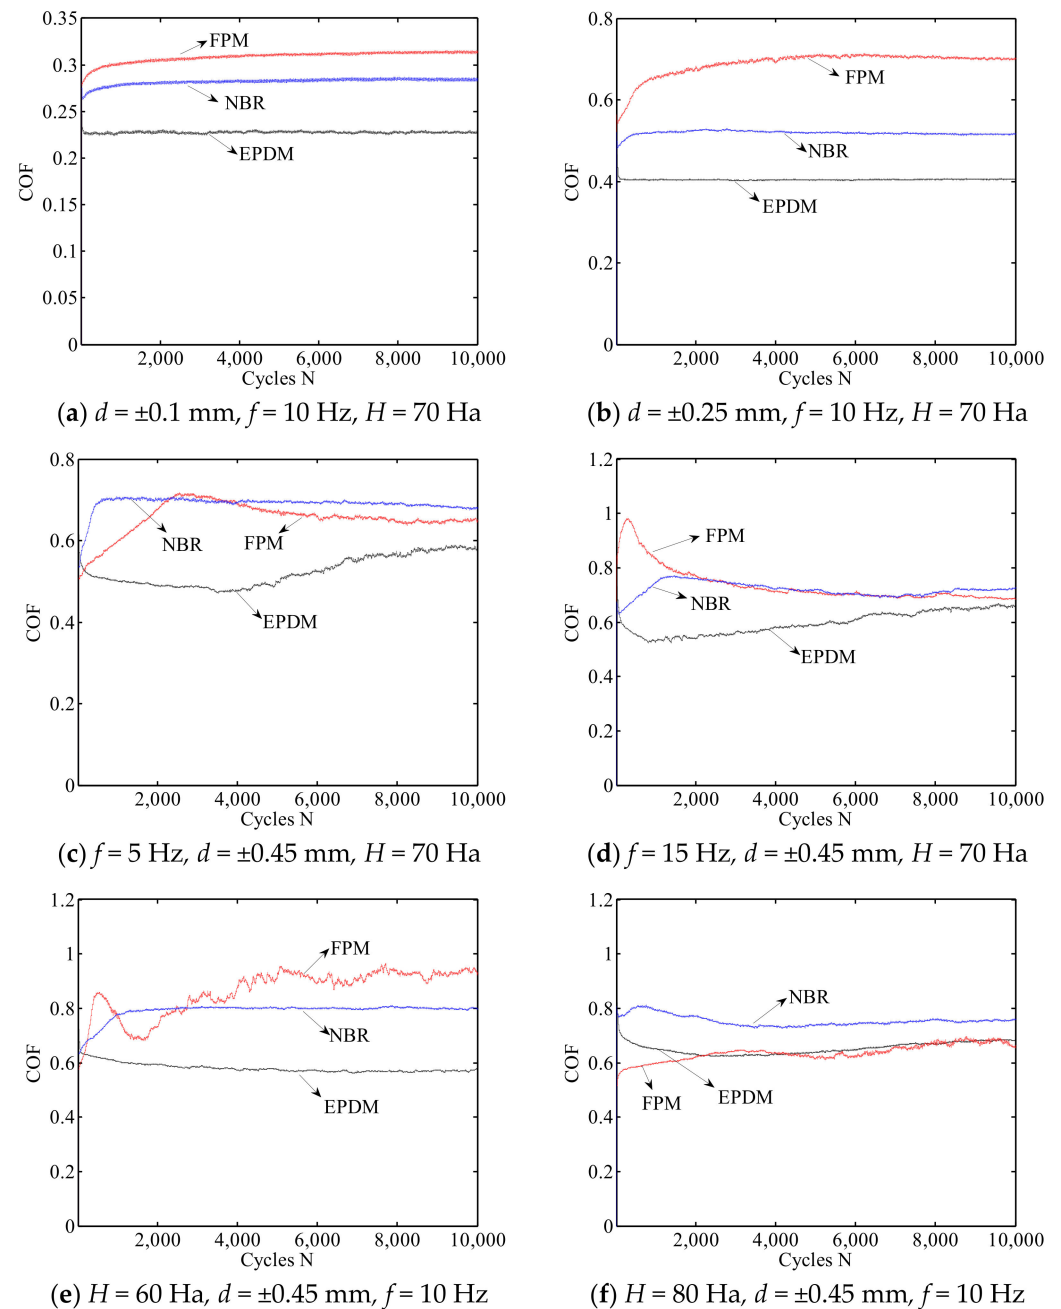 0.35
0.3
0.25
0.2
0.15
0.1
0.05
0
COF
FPM
NBR
EPDM
2,000 4,000 6,000 8,000 10,000
Cycles N
(a) d = ±0.1 mm, f = 10 Hz, H = 70 Ha
0.8
0.6
0.4
0.2
0
COF
FPM
NBR
EPDM
2,000 4,000 6,000 8,000 10,000
Cycles N
(b) d = ±0.25 mm, f = 10 Hz, H = 70 Ha
0.8
0.6
0.4
0.2
0
COF
NBR FPM
EPDM
2,000 4,000 6,000 8,000 10,000
Cycles N
(c) f = 5 Hz, d = ±0.45 mm, H = 70 Ha
1.2
1
0.8
0.6
0.4
0.2
0
COF
FPM
NBR
EPDM
2,000 4,000 6,000 8,000 10,000
Cycles N
(d) f = 15 Hz, d = ±0.45 mm, H = 70 Ha
1.2
1
0.8
0.6
0.4
0.2
0
COF
FPM
NBR
EPDM
2,000 4,000 6,000 8,000 10,000
Cycles N
(e) H = 60 Ha, d = ±0.45 mm, f = 10 Hz
1.2
1
0.8
0.6
0.4
0.2
0
COF
NBR
FPM EPDM
2,000 4,000 6,000 8,000 10,000
Cycles N
(f) H = 80 Ha, d = ±0.45 mm, f = 10 Hz